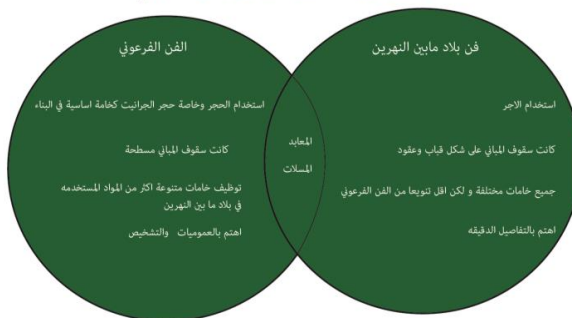 فن بلاد مابين النهرين
استخدام الاجر
كانت سقوف المباني على شكل قباب وعقود
جميع خامات مختلفة و لكن اقل تنويعا من الفن الفرعوني
اهتم بالتفاصيل الدقيقه
المعابد
المسلات
الفن الفرعوني
استخدام الحجر وخاصة حجر الجرانيت كخامة اساسية في البناء
كانت سقوف المباني مسطحة
توظيف خامات متنوعة اكثر من المواد المستخدمه
في بلاد ما بين النهرين
اهتم بالعموميات والتشخيص